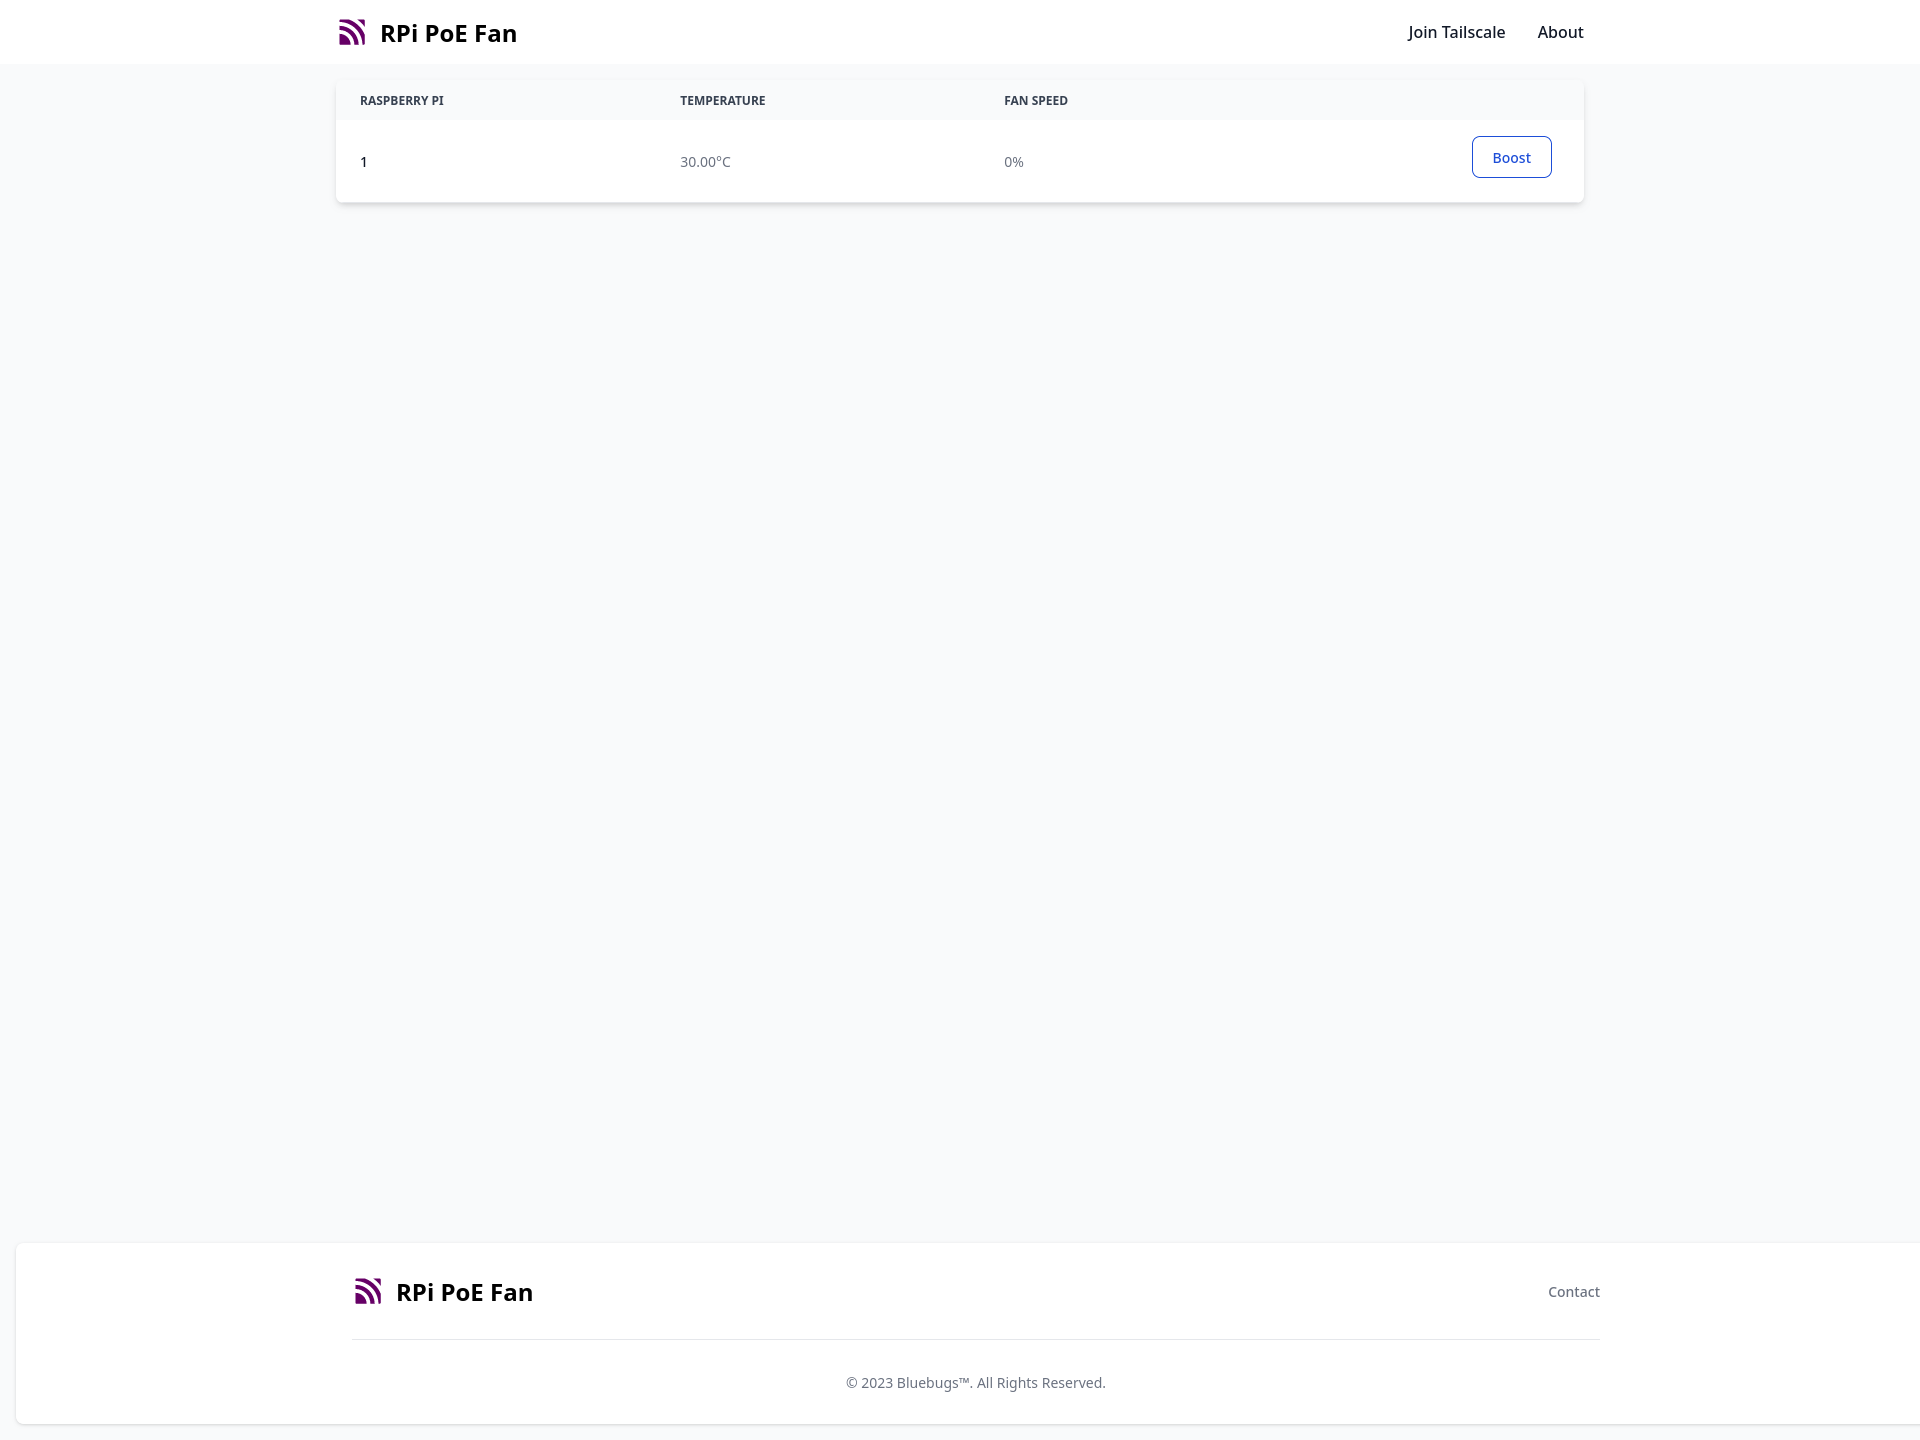 RPi PoE Fan
Join Tailscale
About
RASPBERRY PI TEMPERATURE FAN SPEED
1 30.00°C 0% Boost
RPi PoE Fan
Contact
© 2023 Bluebugs™. All Rights Reserved.